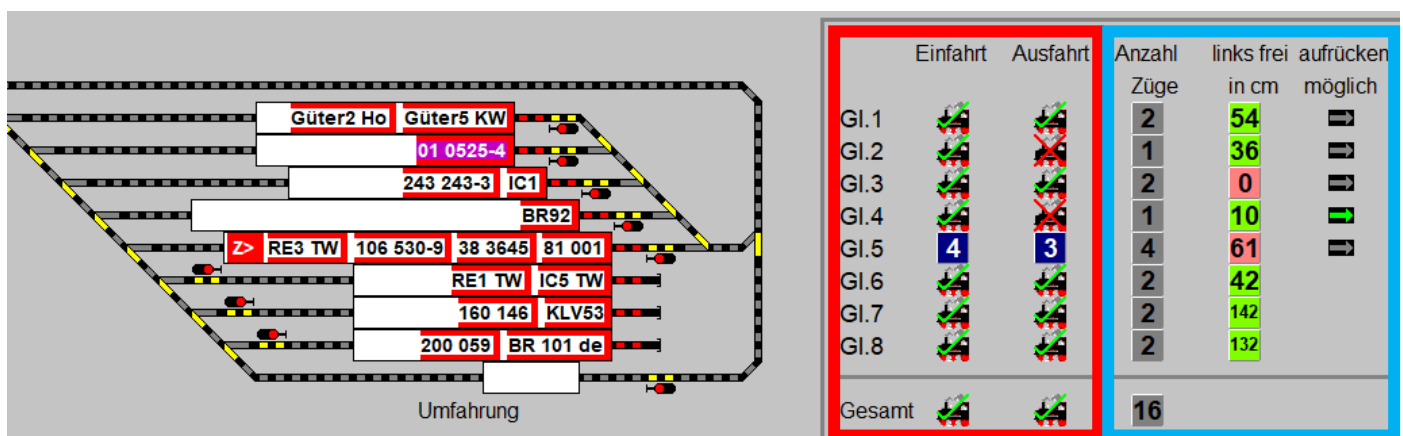 Einfahrt Ausfahrt Anzahl links frei aufrücken
Züge in cm möglich
Güter2 Ho Güter5 KW Gl.1 2 54
01 0525-4 Gl.2 1 36
243 243-3 IC1 Gl.3 2 0
BR92 Gl.4 1 10
Z> RE3 TW 106 530-9 38 3645 81 001 Gl.5 4 3 4 61
RE1 TW IC5 TW Gl.6 2 42
160 146 KLV53 Gl.7 2 142
200 059 BR 101 de Gl.8 2 132
Umfahrung Gesamt 16